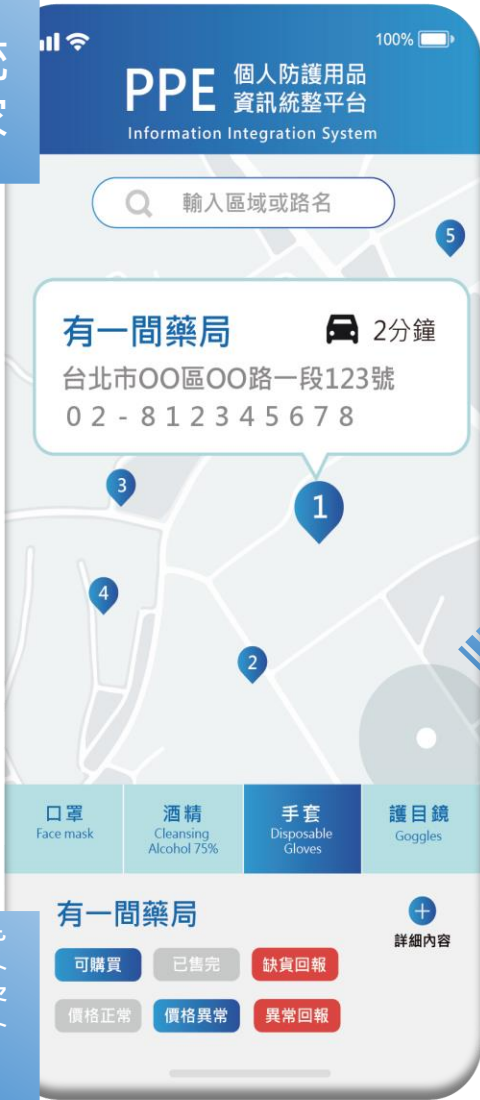 100%
PPE 個人防護用品
資訊統整平台
Information Integration System
輸入區域或路名
5
有一間藥局 2分鐘
台北市OO區OO路一段123號
02-812345678
3
1
4
2
口罩
Face mask
酒精
Cleansing
Alcohol 75%
手套
Disposable
Gloves
護目鏡
Goggles
有一間藥局
詳細內容
可購買 已售完 缺貨回報
價格正常 價格異常 異常回報